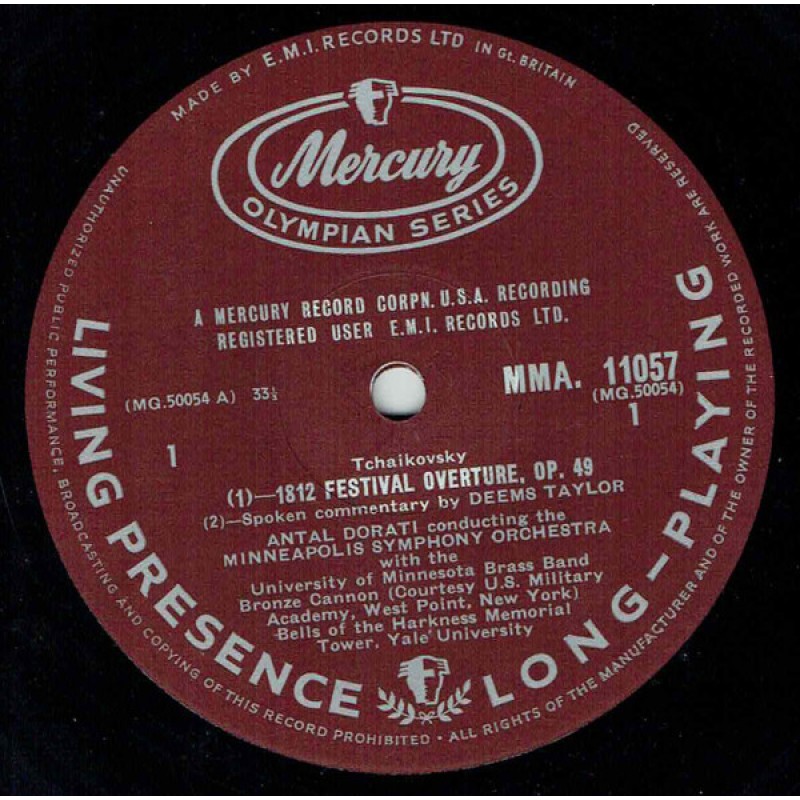 MADE BY E.M.I. RECORDS LTD IN Gt. BRITAIN
Mercury
OLYMPIAN SERIES
A MERCURY RECORD CORPN. U.S.A. RECORDING
REGISTERED USER E.M.I. RECORDS LTD.
MMA. 11057
(MG.50054 A) 33⅓
(MG.50054)
1
1
Tchaikovsky
(1)—1812 FESTIVAL OVERTURE, OP. 49
(2)—Spoken commentary by DEEMS TAYLOR
ANTAL DORATI conducting the
MINNEAPOLIS SYMPHONY ORCHESTRA
with the
University of Minnesota Brass Band
Bronze Cannon (Courtesy U.S. Military
Academy, West Point, New York)
Bells of the Harkness Memorial
Tower, Yale University
LIVING PRESENCE LONG—PLAYING
UNAUTHORIZED PUBLIC PERFORMANCE, BROADCASTING AND COPYING OF THIS RECORD PROHIBITED · ALL RIGHTS OF THE MANUFACTURER AND OF THE OWNER OF THE RECORDED WORK ARE RESERVED